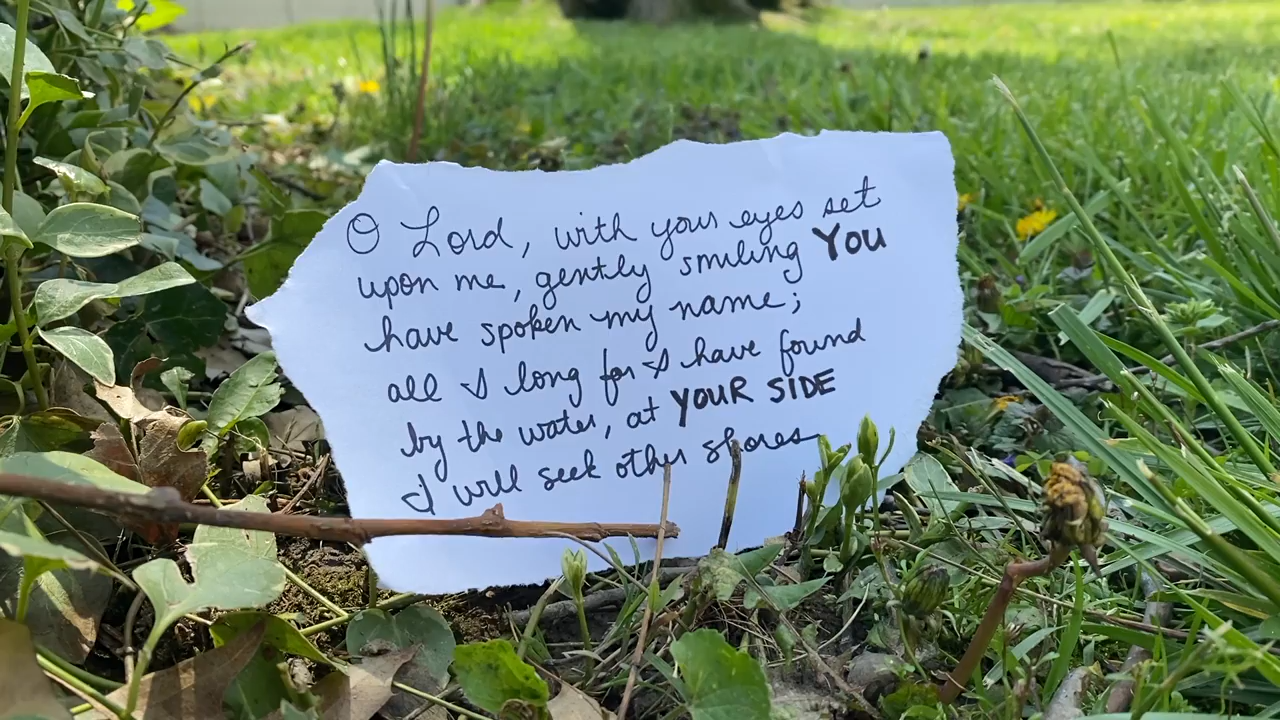 O Lord, with your eyes set
upon me, gently smiling YOU
have spoken my name;
all I long for I have found
by the water, at YOUR SIDE
I will seek other shores